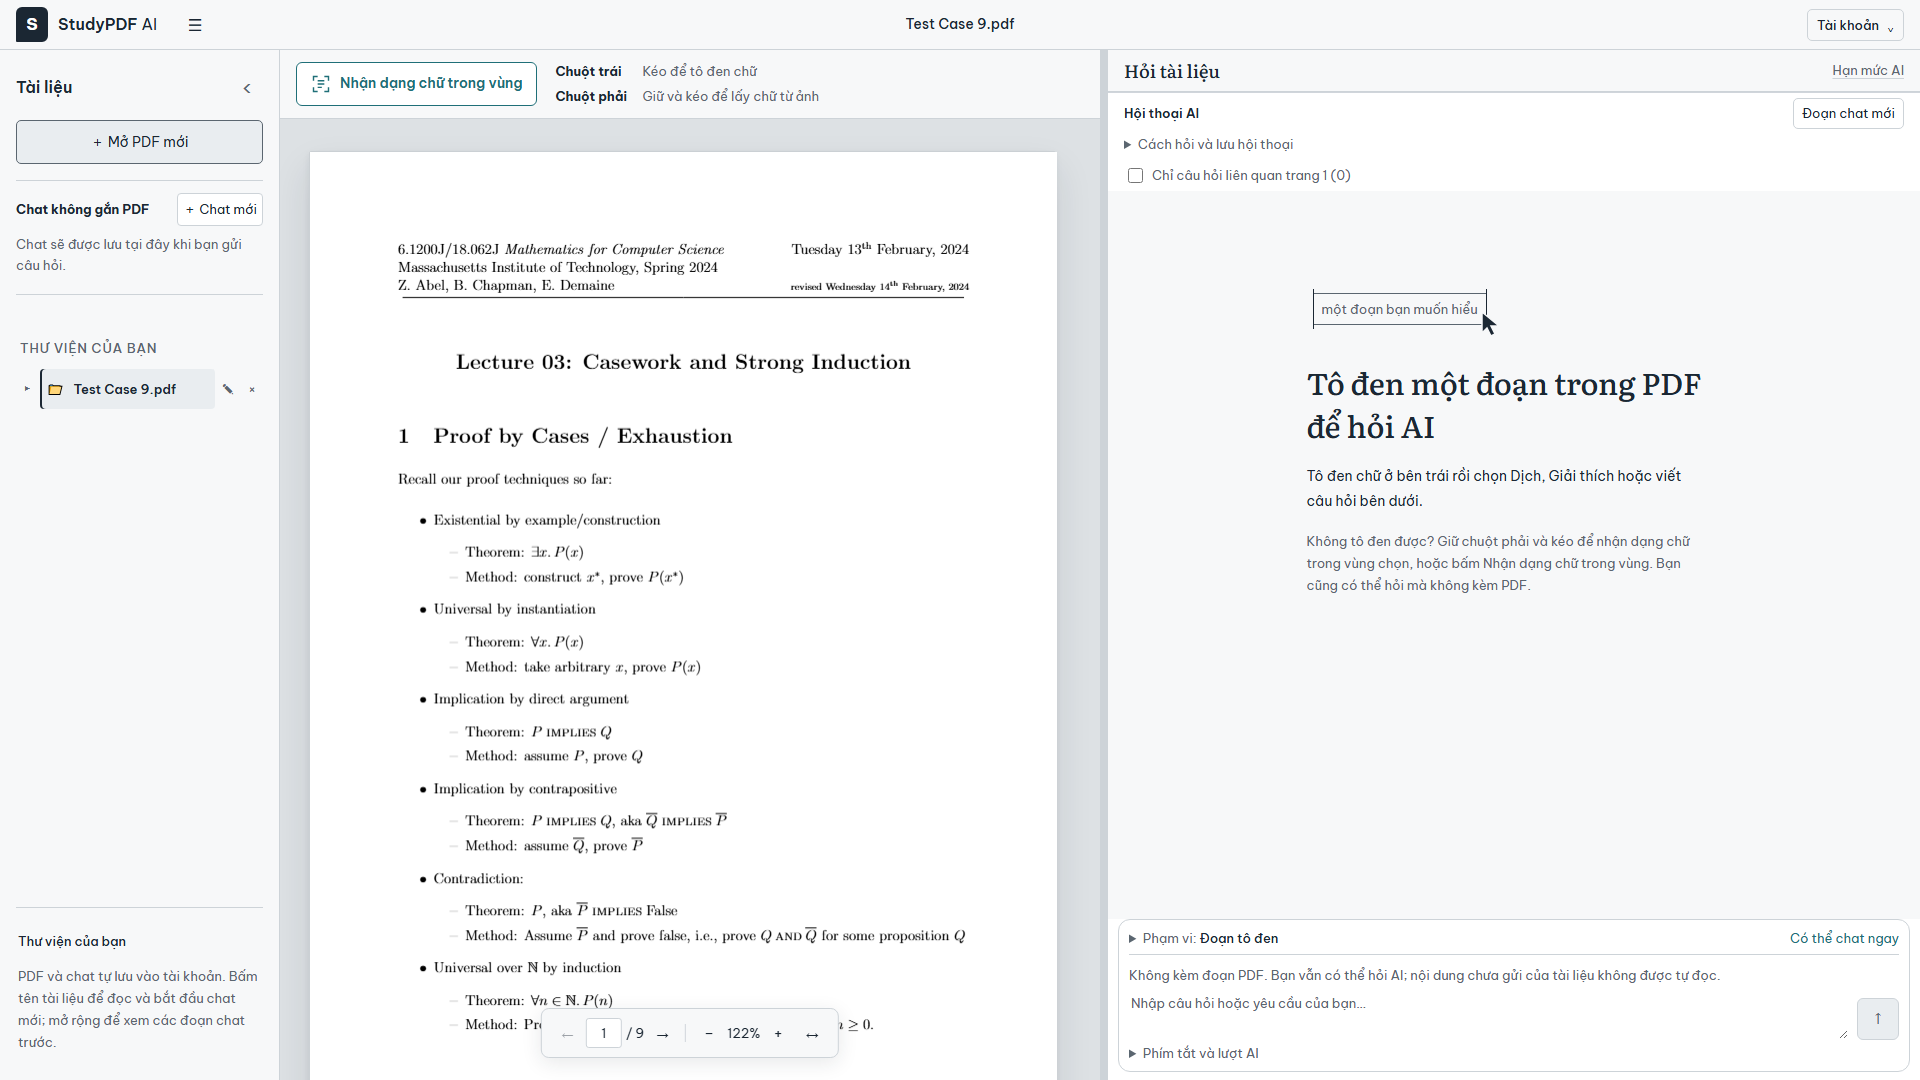 S StudyPDF AI ☰
Test Case 9.pdf
Tài khoản
Tài liệu
+ Mở PDF mới
Chat không gắn PDF
+ Chat mới
Chat sẽ được lưu tại đây khi bạn gửi
câu hỏi.
THƯ VIỆN CỦA BẠN
Test Case 9.pdf
Thư viện của bạn
PDF và chat tự lưu vào tài khoản. Bấm
tên tài liệu để đọc và bắt đầu chat
mới; mở rộng để xem các đoạn chat
trước.
Nhận dạng chữ trong vùng
Chuột trái Kéo để tô đen chữ
Chuột phải Giữ và kéo để lấy chữ từ ảnh
6.1200J/18.062J Mathematics for Computer Science Tuesday 13th February, 2024
Massachusetts Institute of Technology, Spring 2024
Z. Abel, B. Chapman, E. Demaine revised Wednesday 14th February, 2024
Lecture 03: Casework and Strong Induction
1 Proof by Cases / Exhaustion
Recall our proof techniques so far:
• Existential by example/construction
– Theorem: ∃x. P(x)
– Method: construct x*, prove P(x*)
• Universal by instantiation
– Theorem: ∀x. P(x)
– Method: take arbitrary x, prove P(x)
• Implication by direct argument
– Theorem: P IMPLIES Q
– Method: assume P, prove Q
• Implication by contrapositive
– Theorem: P IMPLIES Q, aka Q̅ IMPLIES P̅
– Method: assume Q̅, prove P̅
• Contradiction:
– Theorem: P, aka P̅ IMPLIES False
– Method: Assume P̅ and prove false, i.e., prove Q AND Q̅ for some proposition Q
• Universal over ℕ by induction
– Theorem: ∀n ∈ ℕ. P(n)
– Method: n ≥ 0.
← 1 / 9 → − 122% + ↔
Hỏi tài liệu
Hạn mức AI
Hội thoại AI
Đoạn chat mới
Cách hỏi và lưu hội thoại
Chỉ câu hỏi liên quan trang 1 (0)
một đoạn bạn muốn hiểu
Tô đen một đoạn trong PDF
để hỏi AI
Tô đen chữ ở bên trái rồi chọn Dịch, Giải thích hoặc viết
câu hỏi bên dưới.
Không tô đen được? Giữ chuột phải và kéo để nhận dạng chữ
trong vùng chọn, hoặc bấm Nhận dạng chữ trong vùng. Bạn
cũng có thể hỏi mà không kèm PDF.
Phạm vi: Đoạn tô đen
Có thể chat ngay
Không kèm đoạn PDF. Bạn vẫn có thể hỏi AI; nội dung chưa gửi của tài liệu không được tự đọc.
Nhập câu hỏi hoặc yêu cầu của bạn...
↑
Phím tắt và lượt AI